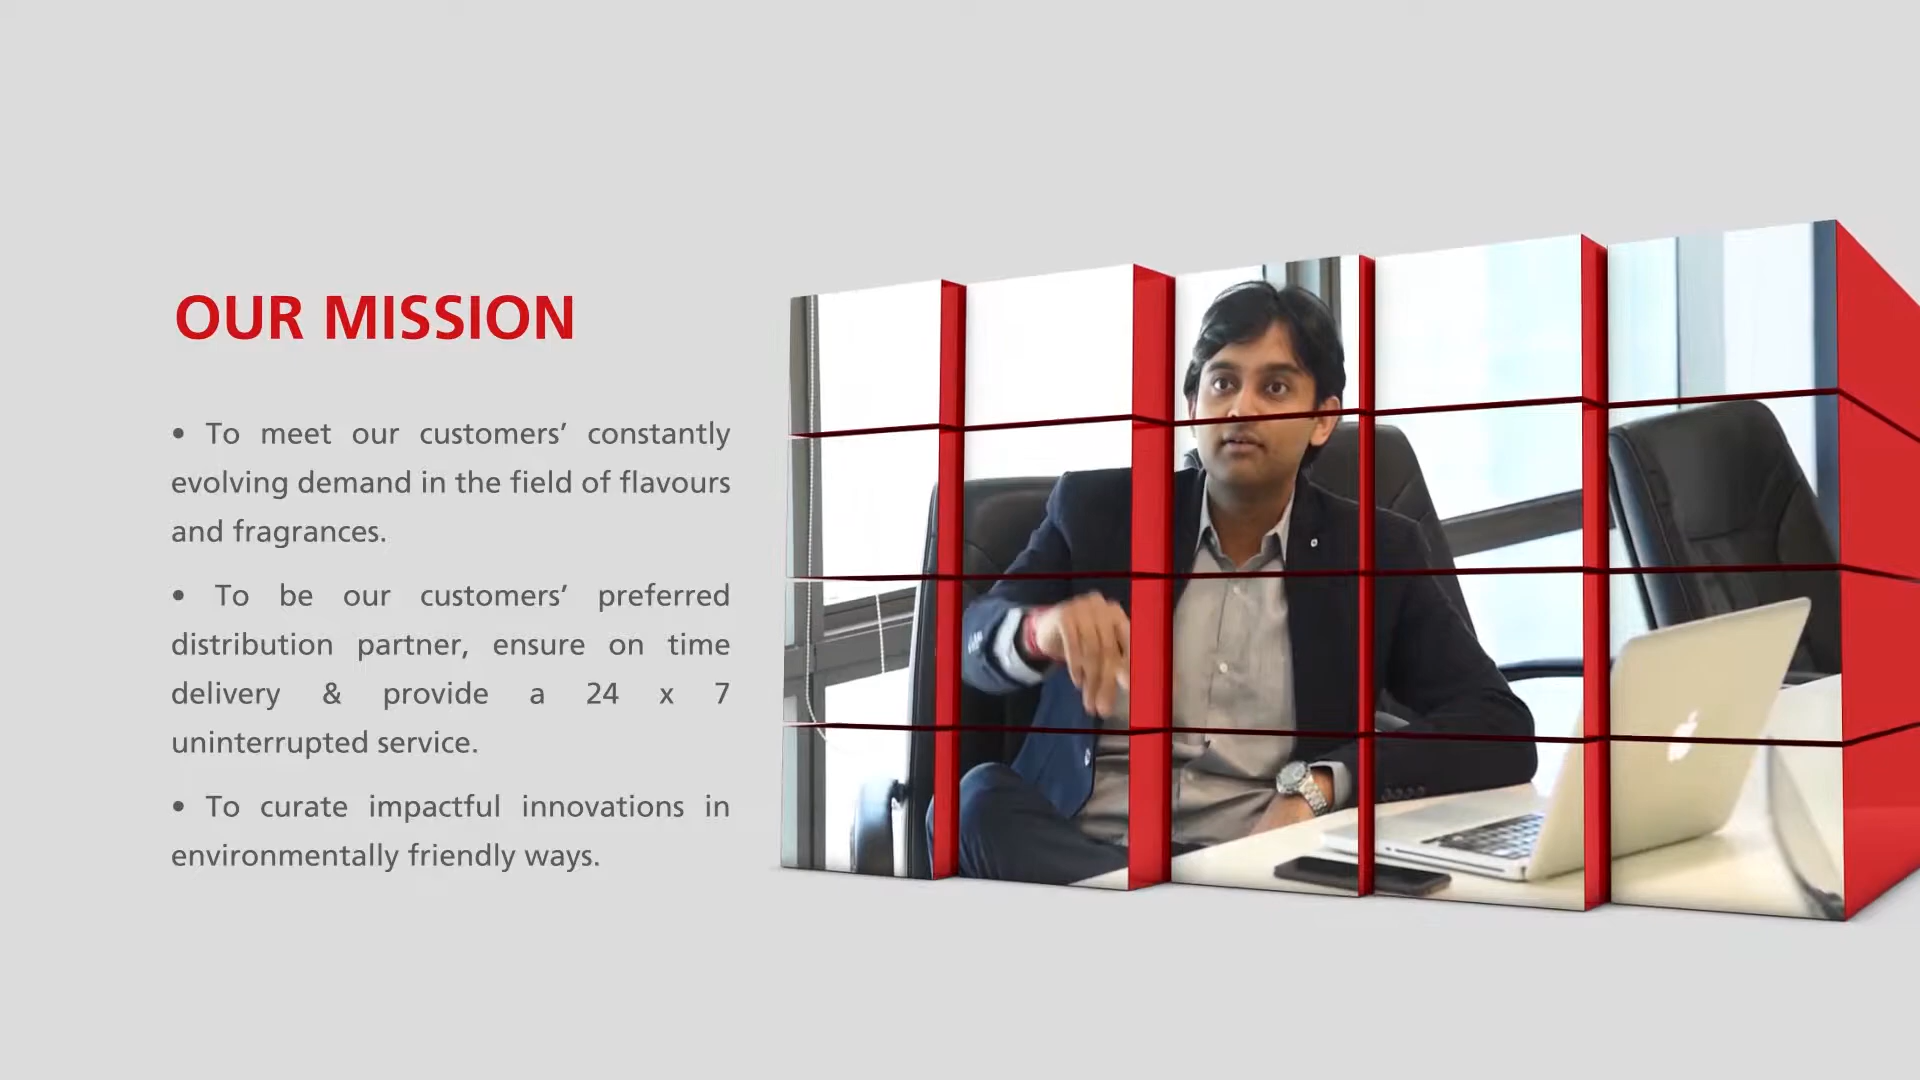 OUR MISSION
• To meet our customers’ constantly
evolving demand in the field of flavours
and fragrances.
• To be our customers’ preferred
distribution partner, ensure on time
delivery & provide a 24 x 7
uninterrupted service.
• To curate impactful innovations in
environmentally friendly ways.